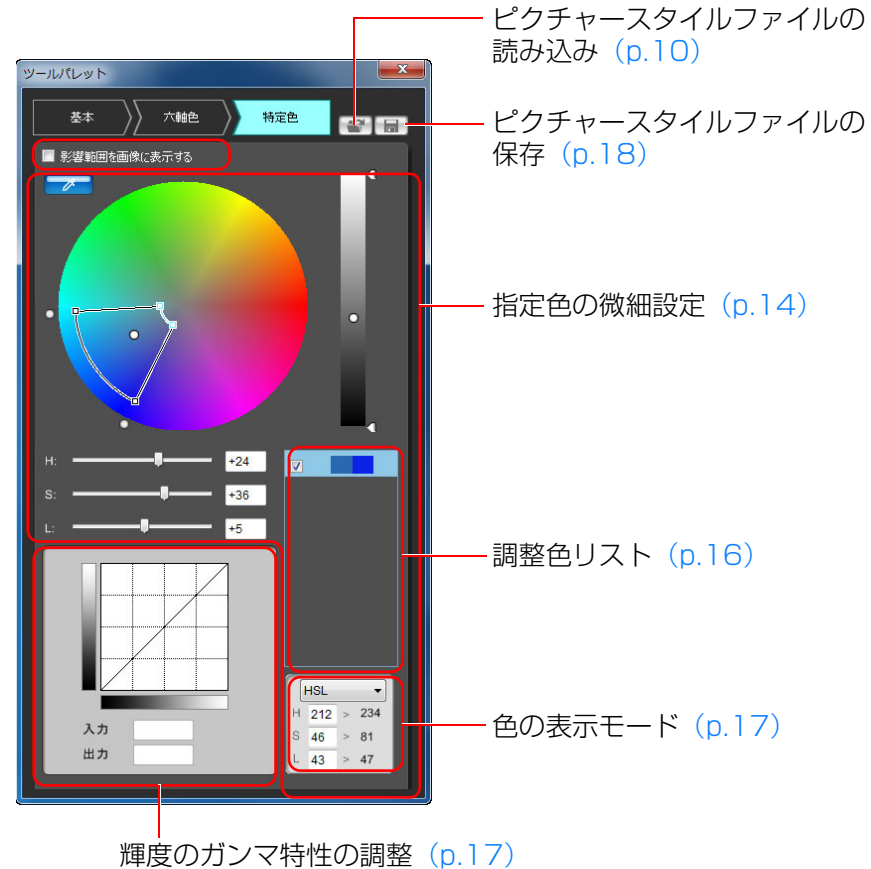 ピクチャースタイルファイルの
読み込み（p.10）
ツールパレット
基本
六軸色
特定色
ピクチャースタイルファイルの
保存（p.18）
影響範囲を画像に表示する
指定色の微細設定（p.14）
H:
+24
S:
+36
L:
+5
調整色リスト（p.16）
HSL
H 212 > 234
S 46 > 81
L 43 > 47
色の表示モード（p.17）
入力
出力
輝度のガンマ特性の調整（p.17）